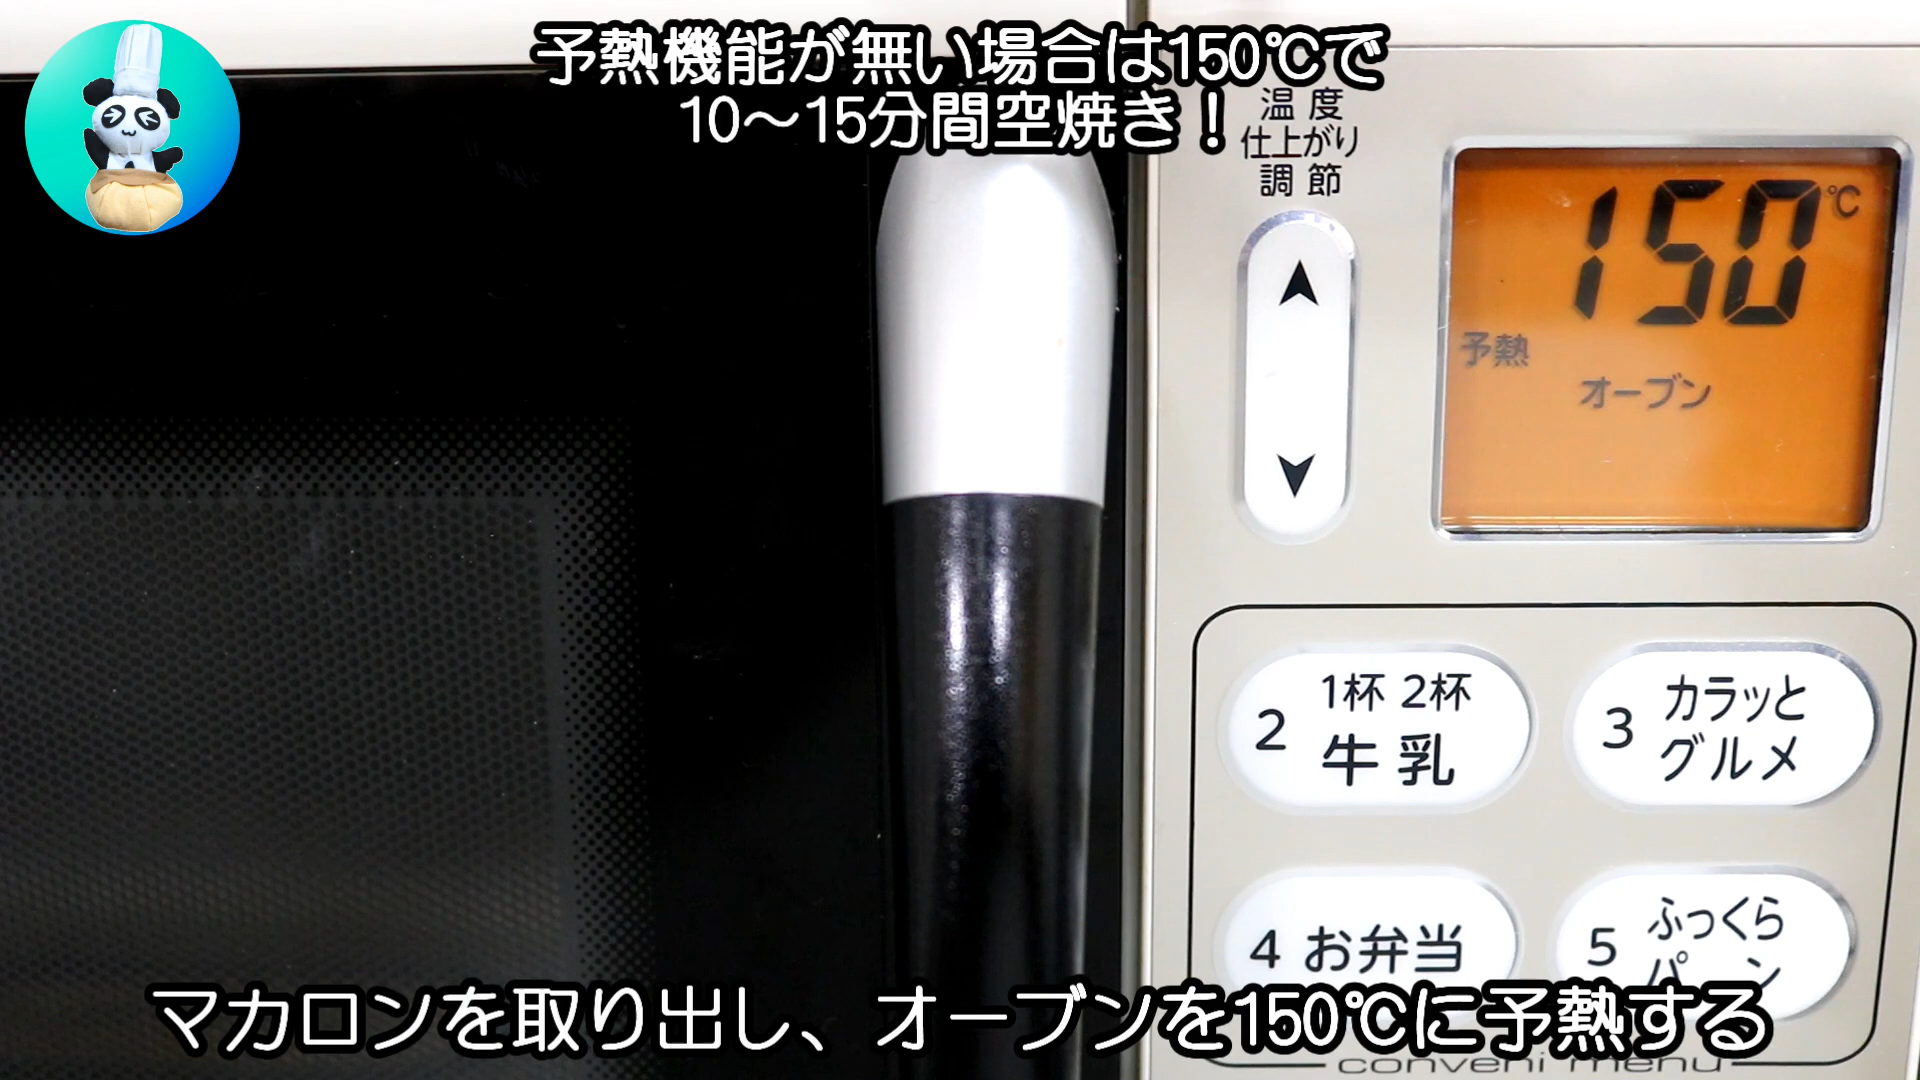 予熱機能が無い場合は150℃で
10～15分間空焼き！
温度
仕上がり
調節
150℃
予熱
オーブン
2 1杯 2杯
牛乳
3 カラッと
グルメ
4 お弁当
5 ふっくら
パン
マカロンを取り出し、オーブンを150℃に予熱する
conveni menu